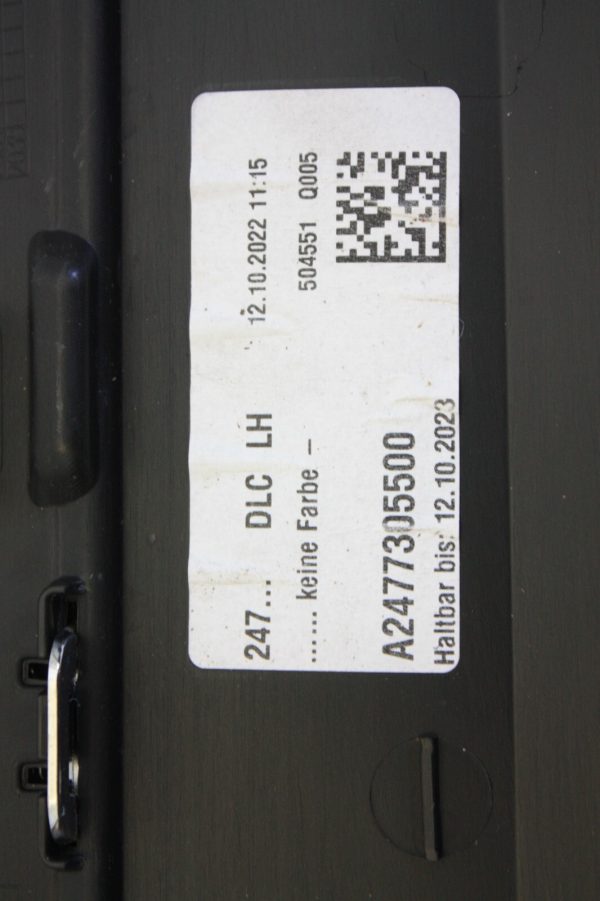 247... DLC LH 12.10.2022 11:15
...... keine Farbe – 504551 Q005
A2477305500
Haltbar bis: 12.10.2023